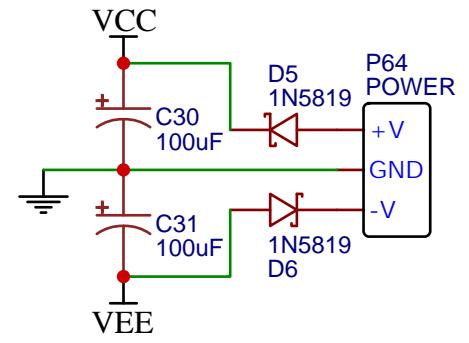 VCC
D5
1N5819
P64
POWER
+
C30
100uF
+V
GND
-V
+
C31
100uF
1N5819
D6
VEE